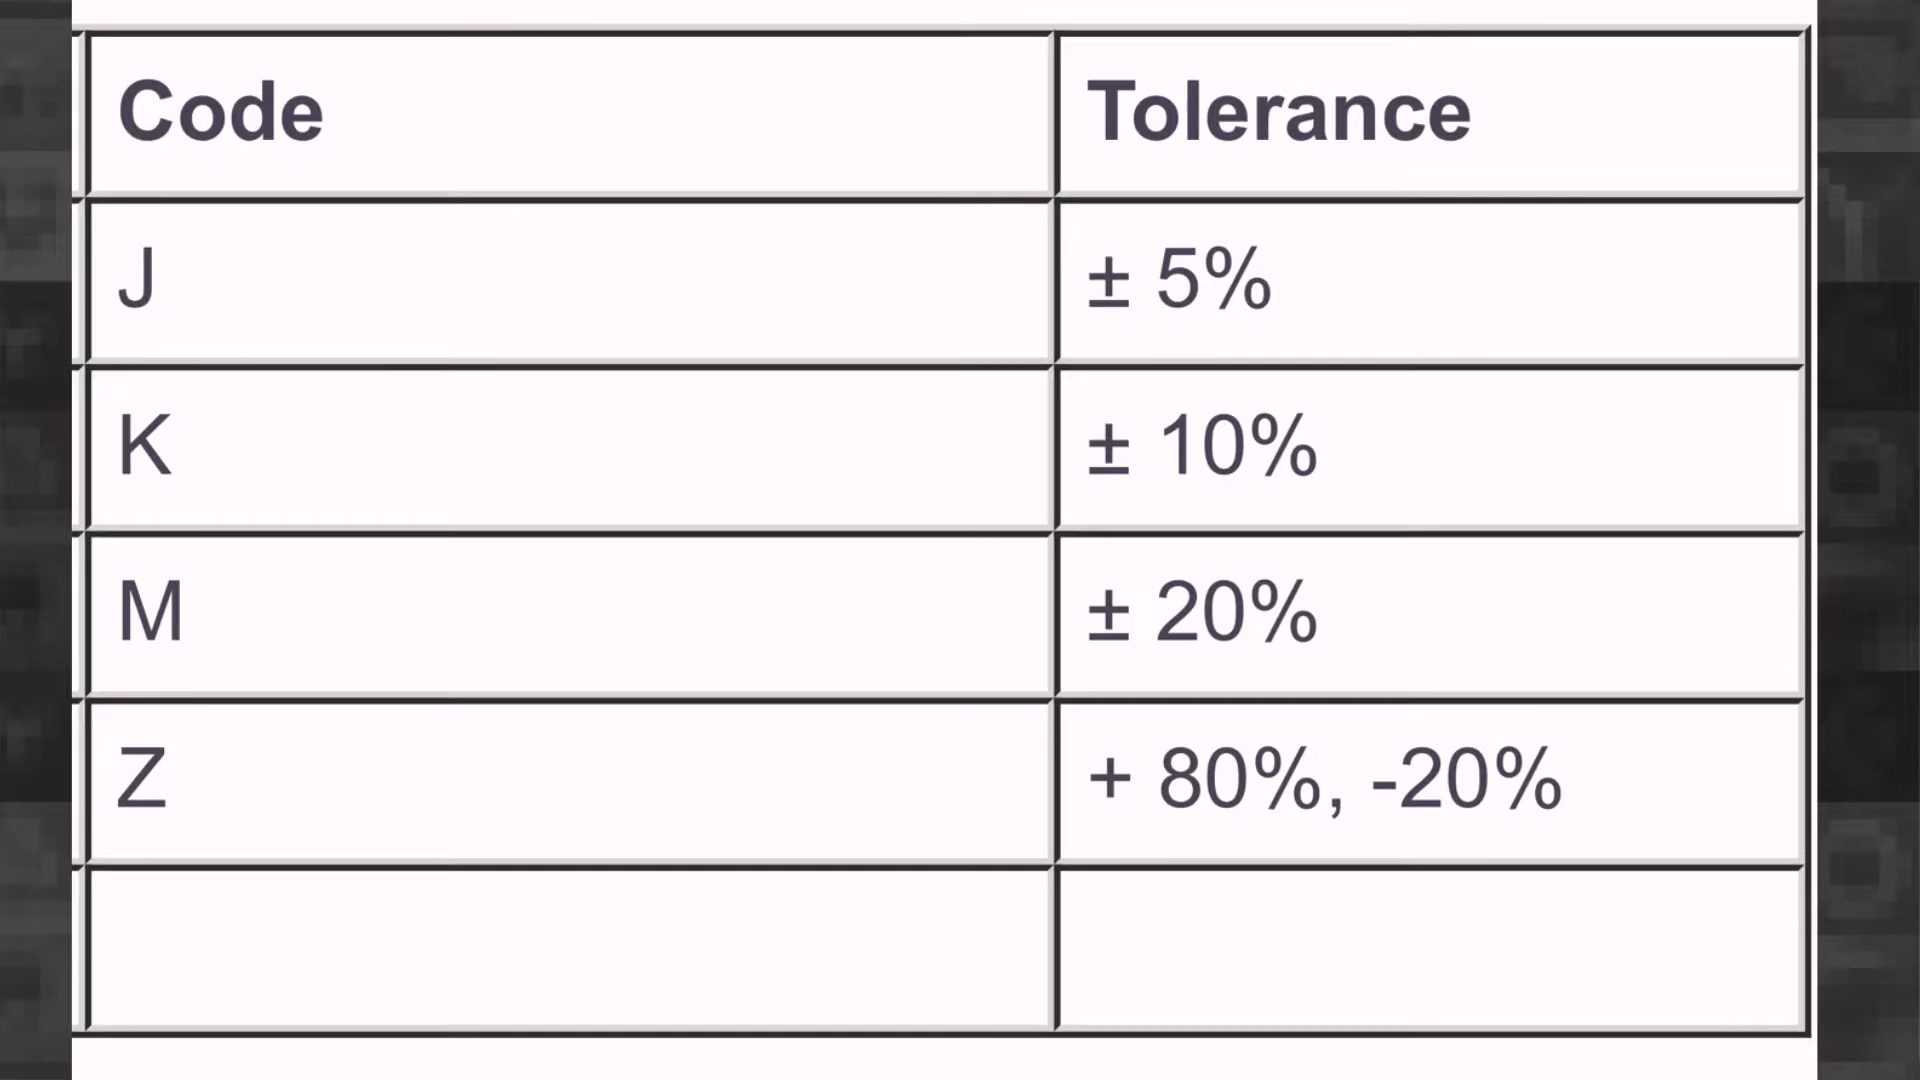 Code Tolerance
J ± 5%
K ± 10%
M ± 20%
Z + 80%, -20%